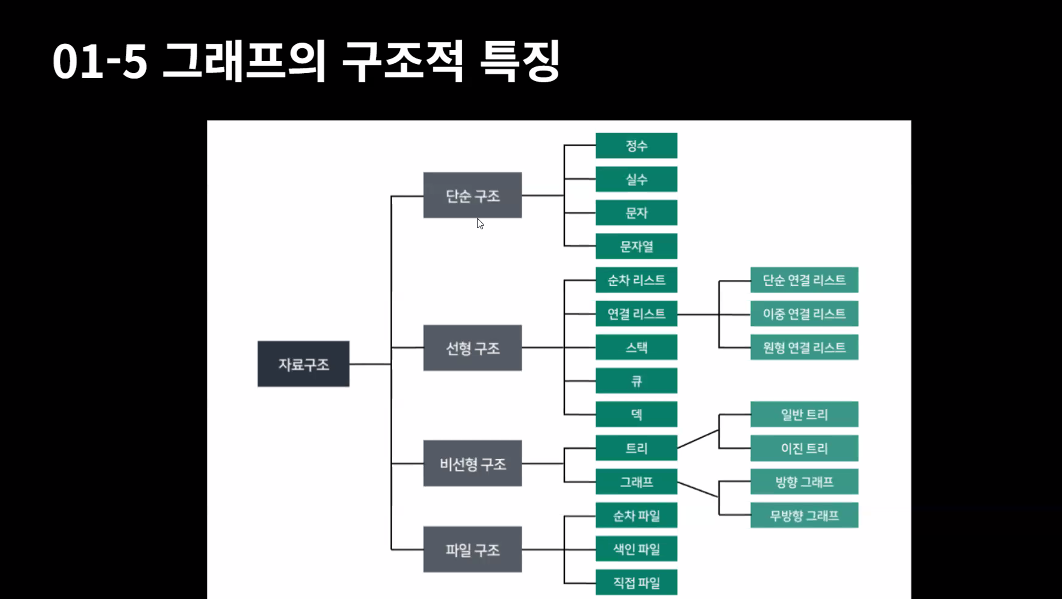 01-5 그래프의 구조적 특징
자료구조
단순 구조
정수
실수
문자
문자열
선형 구조
순차 리스트
연결 리스트
단순 연결 리스트
이중 연결 리스트
원형 연결 리스트
스택
큐
덱
비선형 구조
트리
일반 트리
이진 트리
그래프
방향 그래프
무방향 그래프
파일 구조
순차 파일
색인 파일
직접 파일